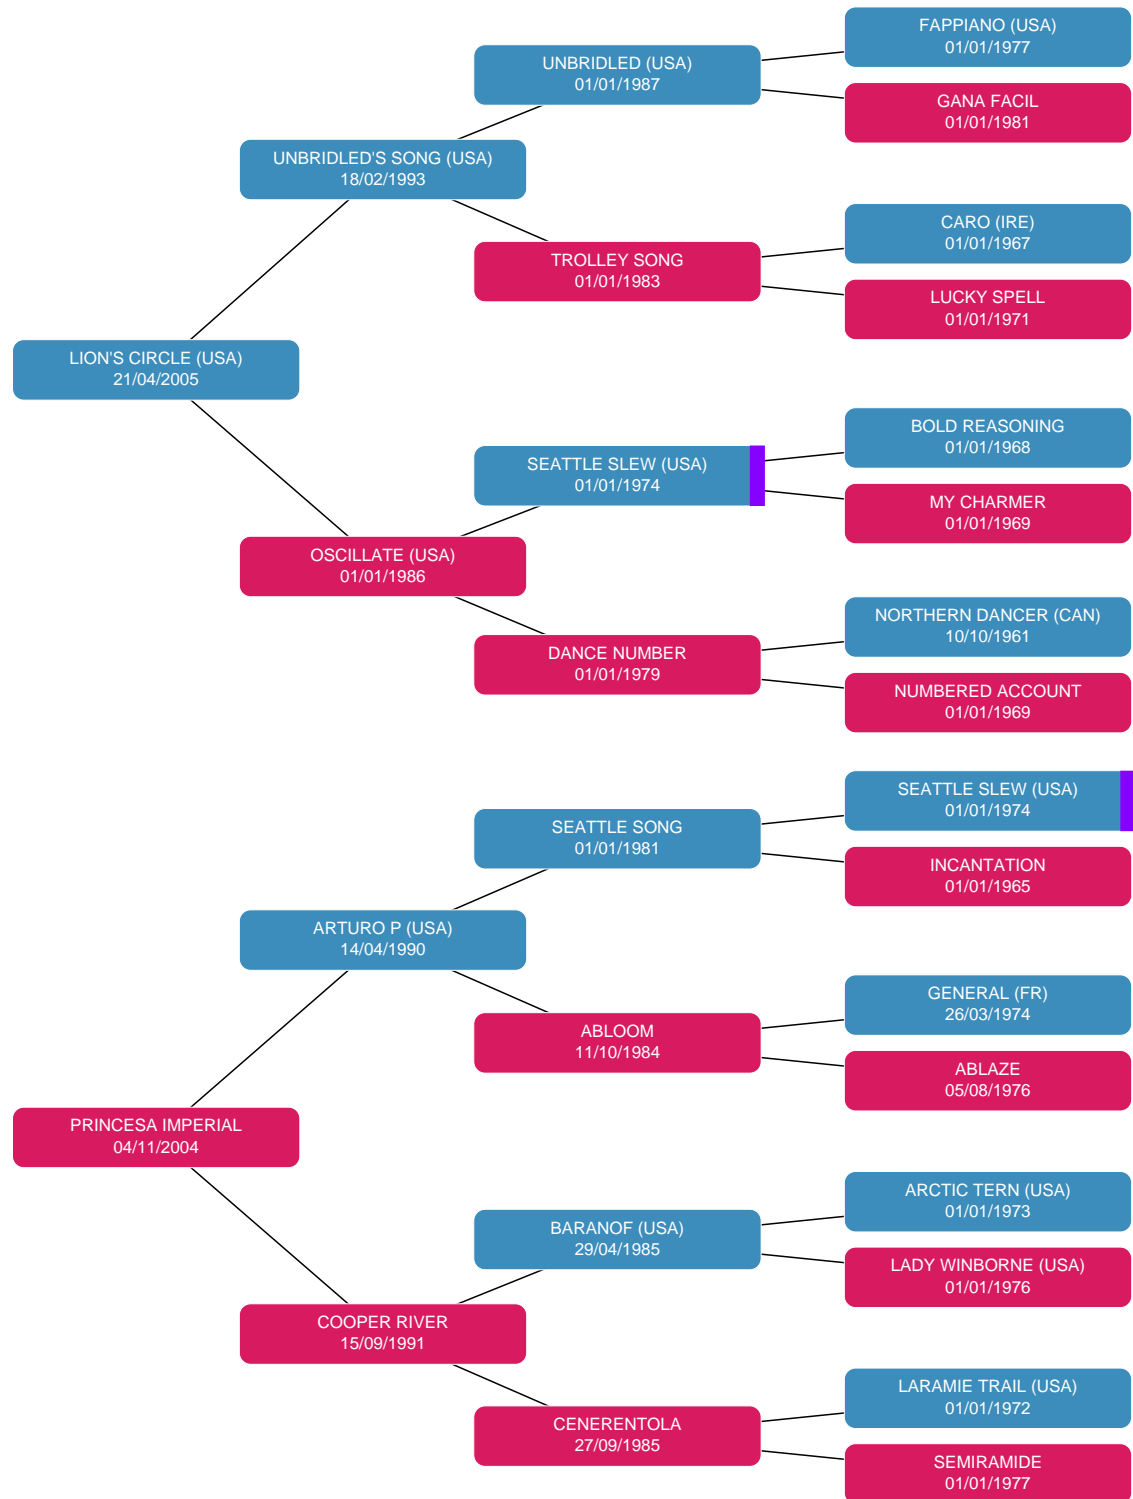 FAPPIANO (USA)
01/01/1977
UNBRIDLED (USA)
01/01/1987
GANA FACIL
01/01/1981
UNBRIDLED'S SONG (USA)
18/02/1993
CARO (IRE)
01/01/1967
TROLLEY SONG
01/01/1983
LUCKY SPELL
01/01/1971
LION'S CIRCLE (USA)
21/04/2005
BOLD REASONING
01/01/1968
SEATTLE SLEW (USA)
01/01/1974
MY CHARMER
01/01/1969
OSCILLATE (USA)
01/01/1986
NORTHERN DANCER (CAN)
10/10/1961
DANCE NUMBER
01/01/1979
NUMBERED ACCOUNT
01/01/1969
SEATTLE SLEW (USA)
01/01/1974
SEATTLE SONG
01/01/1981
INCANTATION
01/01/1965
ARTURO P (USA)
14/04/1990
GENERAL (FR)
26/03/1974
ABLOOM
11/10/1984
ABLAZE
05/08/1976
PRINCESA IMPERIAL
04/11/2004
ARCTIC TERN (USA)
01/01/1973
BARANOF (USA)
29/04/1985
LADY WINBORNE (USA)
01/01/1976
COOPER RIVER
15/09/1991
LARAMIE TRAIL (USA)
01/01/1972
CENERENTOLA
27/09/1985
SEMIRAMIDE
01/01/1977